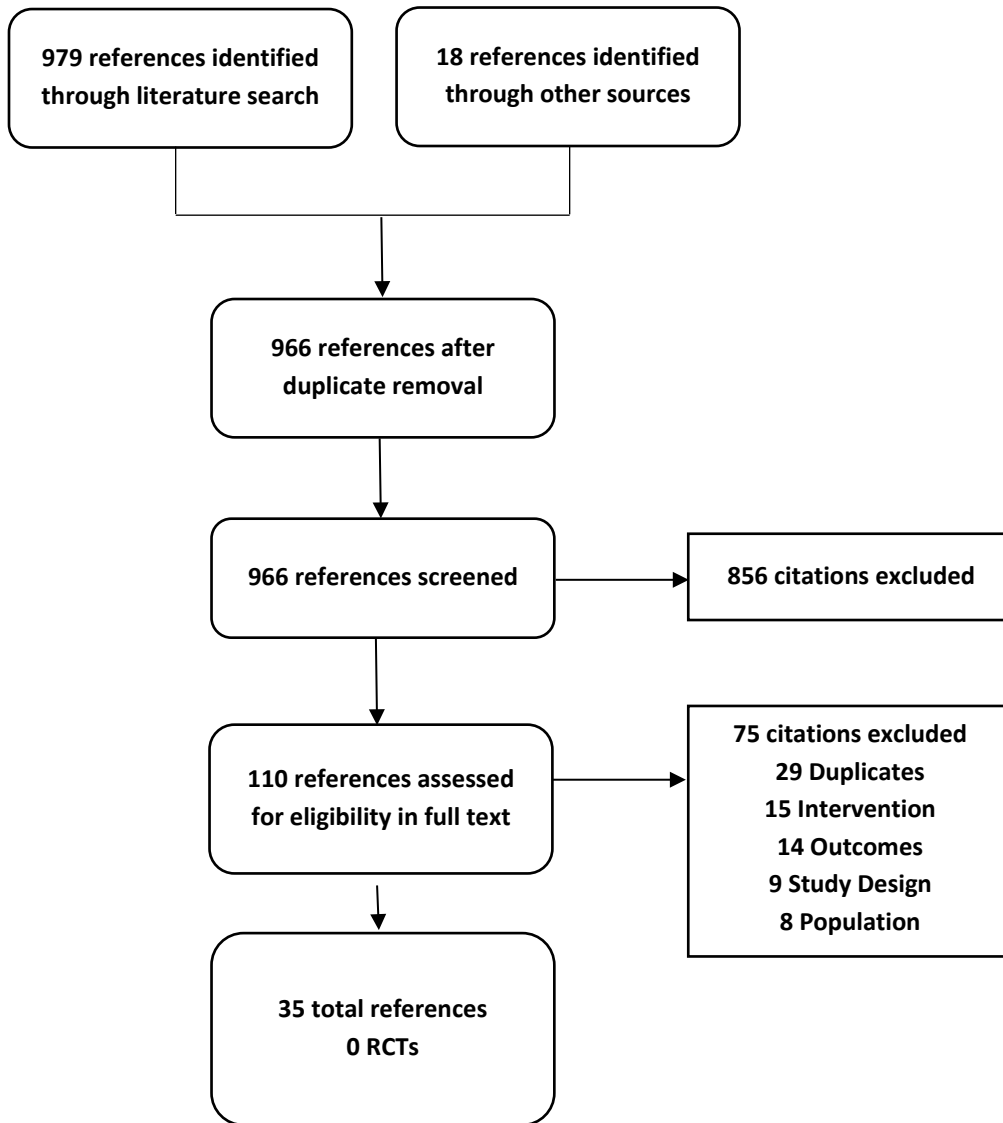 979 references identified
through literature search
18 references identified
through other sources
966 references after
duplicate removal
966 references screened
856 citations excluded
110 references assessed
for eligibility in full text
75 citations excluded
29 Duplicates
15 Intervention
14 Outcomes
9 Study Design
8 Population
35 total references
0 RCTs